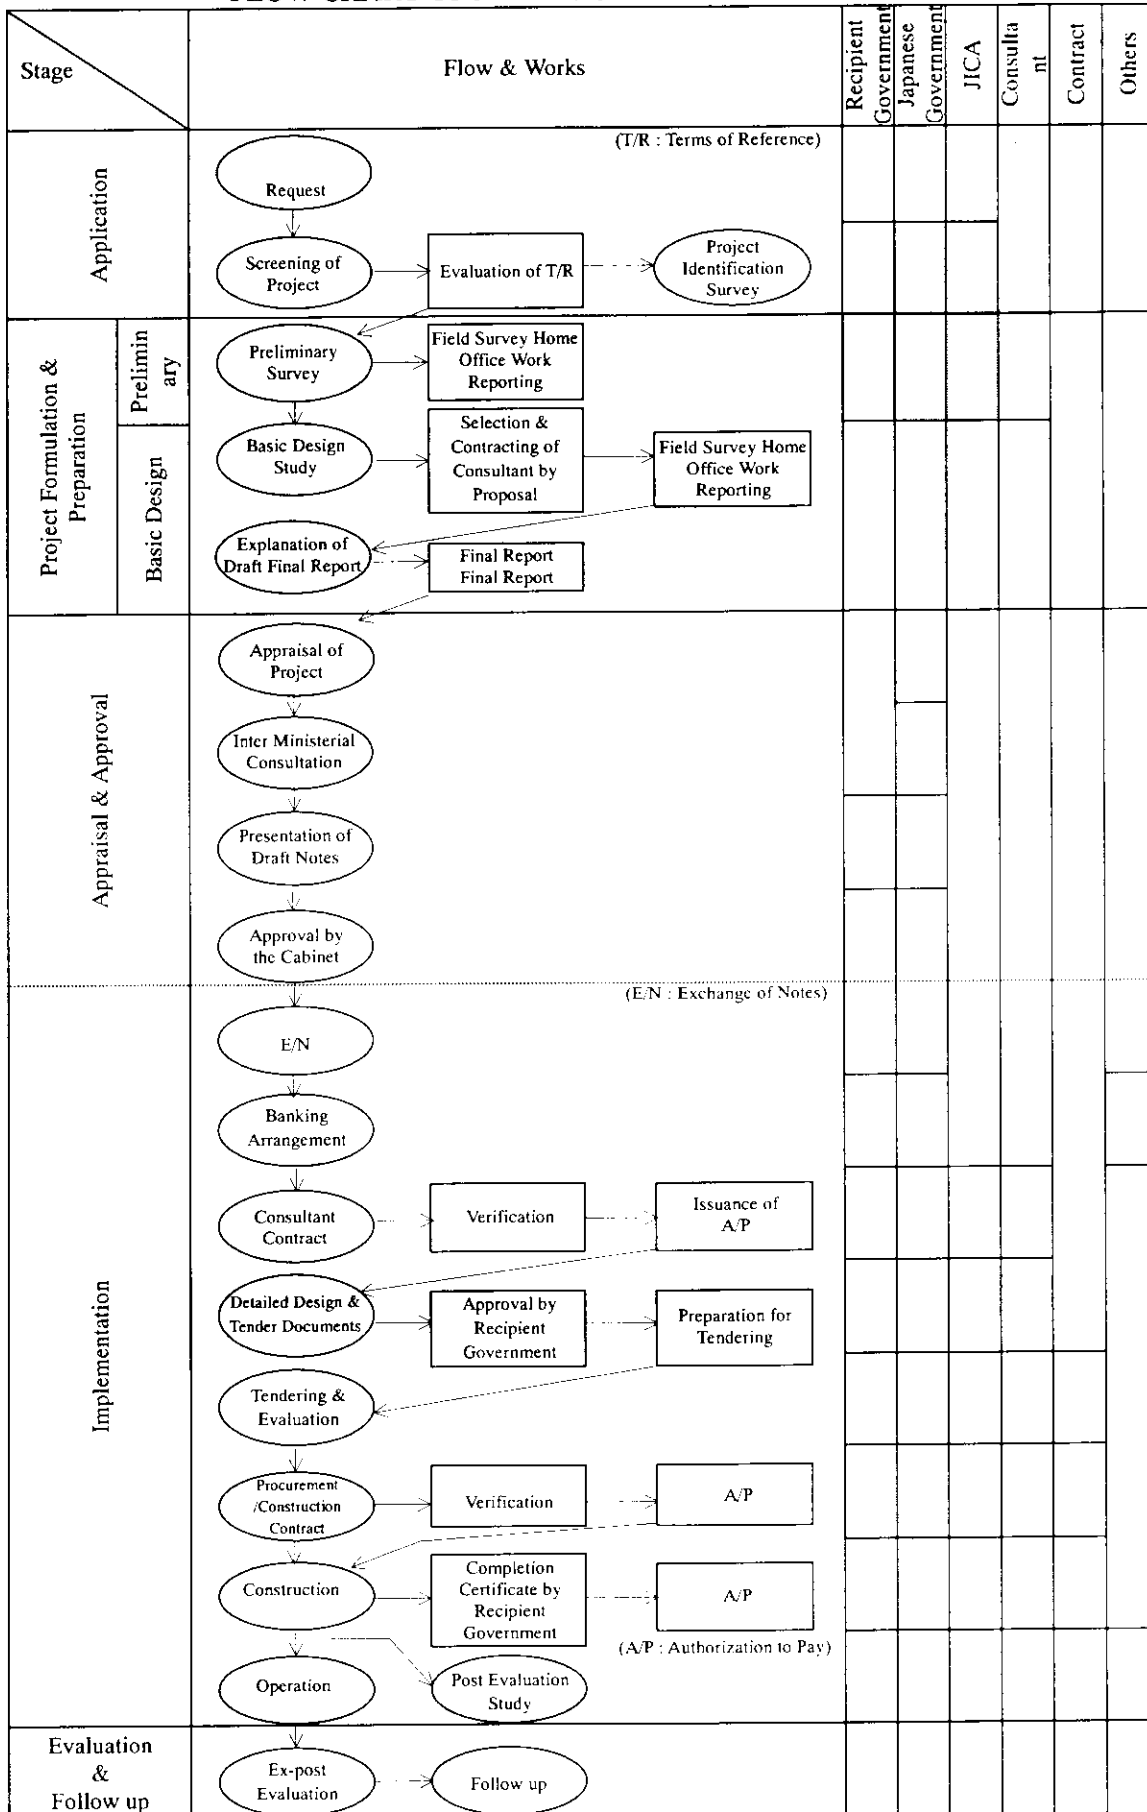 Stage
Flow & Works
Recipient
Government
Japanese
Government
JICA
Consulta
nt
Contract
Others
Application
(T/R : Terms of Reference)
Request
Screening of
Project
Evaluation of T/R
Project
Identification
Survey
Project Formulation &
Preparation
Prelimin
ary
Preliminary
Survey
Field Survey Home
Office Work
Reporting
Basic Design
Basic Design
Study
Selection &
Contracting of
Consultant by
Proposal
Field Survey Home
Office Work
Reporting
Explanation of
Draft Final Report
Final Report
Final Report
Appraisal & Approval
Appraisal of
Project
Inter Ministerial
Consultation
Presentation of
Draft Notes
Approval by
the Cabinet
Implementation
(E/N : Exchange of Notes)
E/N
Banking
Arrangement
Consultant
Contract
Verification
Issuance of
A/P
Detailed Design &
Tender Documents
Approval by
Recipient
Government
Preparation for
Tendering
Tendering &
Evaluation
Procurement
/Construction
Contract
Verification
A/P
Construction
Completion
Certificate by
Recipient
Government
A/P
(A/P : Authorization to Pay)
Operation
Post Evaluation
Study
Evaluation
&
Follow up
Ex-post
Evaluation
Follow up